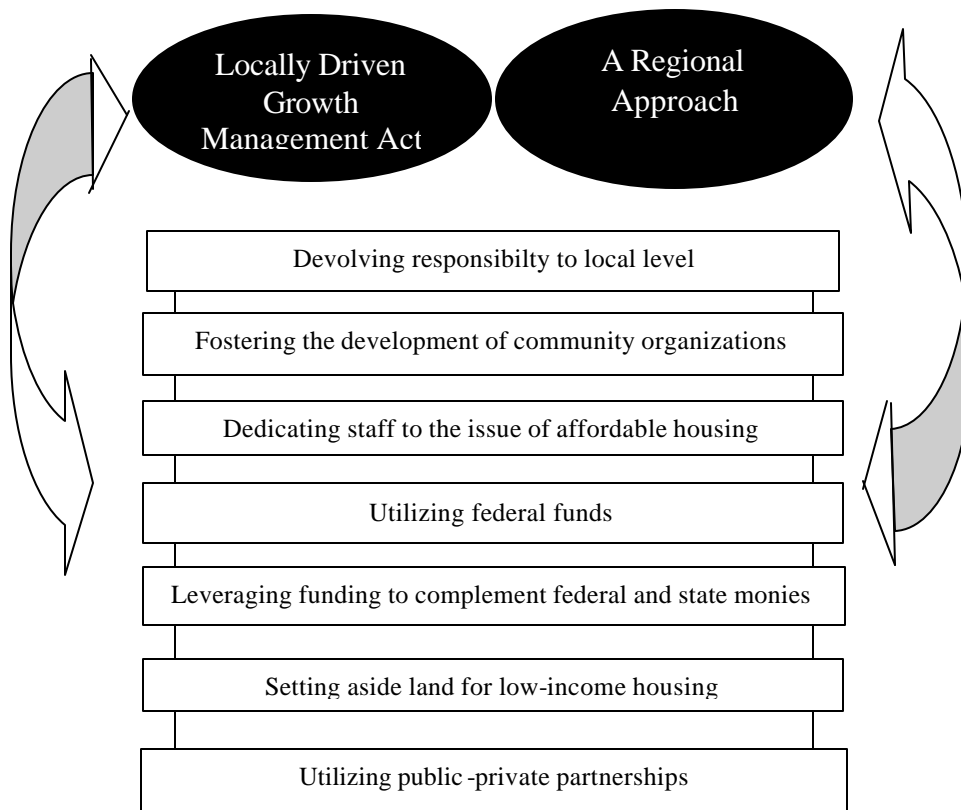 Locally Driven
Growth
Management Act
A Regional
Approach
Devolving responsibilty to local level
Fostering the development of community organizations
Dedicating staff to the issue of affordable housing
Utilizing federal funds
Leveraging funding to complement federal and state monies
Setting aside land for low-income housing
Utilizing public-private partnerships